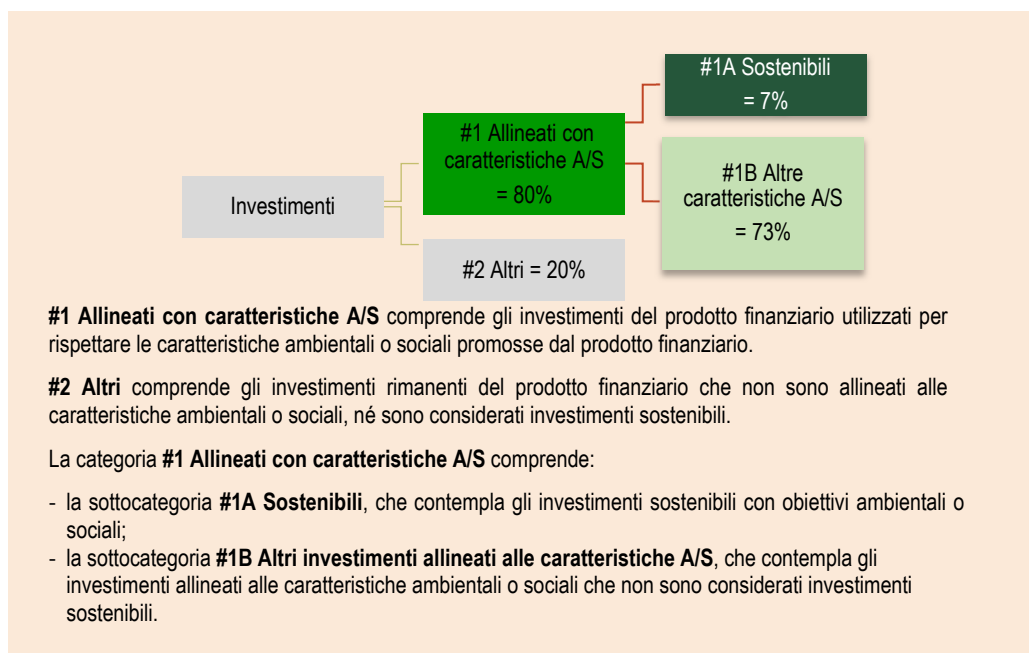 #1A Sostenibili
= 7%
#1 Allineati con
caratteristiche A/S
= 80%
#1B Altre
caratteristiche A/S
= 73%
Investimenti
#2 Altri = 20%
#1 Allineati con caratteristiche A/S comprende gli investimenti del prodotto finanziario utilizzati per
rispettare le caratteristiche ambientali o sociali promosse dal prodotto finanziario.
#2 Altri comprende gli investimenti rimanenti del prodotto finanziario che non sono allineati alle
caratteristiche ambientali o sociali, né sono considerati investimenti sostenibili.
La categoria #1 Allineati con caratteristiche A/S comprende:
- la sottocategoria #1A Sostenibili, che contempla gli investimenti sostenibili con obiettivi ambientali o
sociali;
- la sottocategoria #1B Altri investimenti allineati alle caratteristiche A/S, che contempla gli
investimenti allineati alle caratteristiche ambientali o sociali che non sono considerati investimenti
sostenibili.